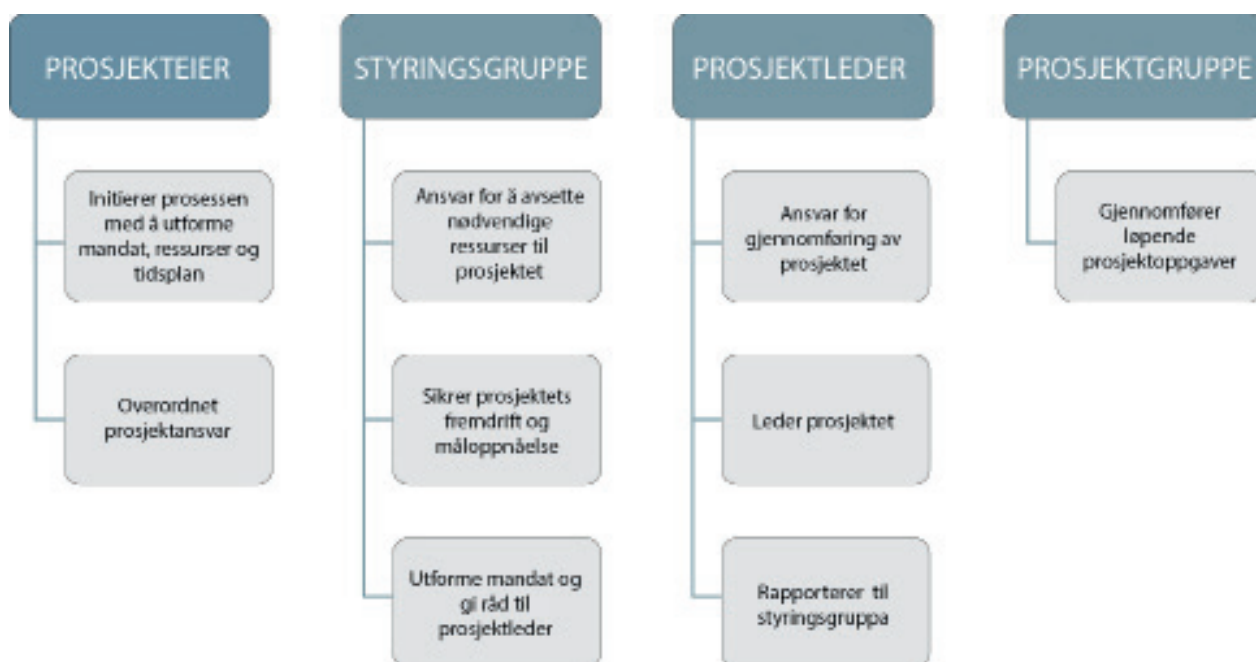 PROSJEKTEIER
Initierer prosessen
med å utforme
mandat, ressurser og
tidsplan
Overordnet
prosjektansvar
STYRINGSGRUPPE
Ansvar for å avsette
nødvendige
ressurser til
prosjektet
Sikrer prosjektets
fremdrift og
måloppnåelse
Utforme mandat og
gi råd til
prosjektleder
PROSJEKTLEDER
Ansvar for
gjennomføring av
prosjektet
Leder prosjektet
Rapporterer til
styringsgruppa
PROSJEKTGRUPPE
Gjennomfører
løpende
prosjektoppgaver